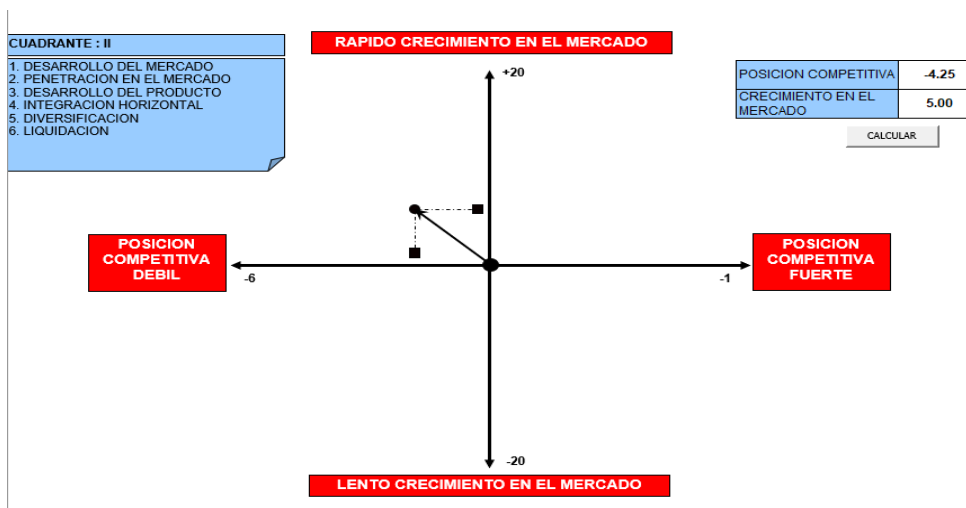 CUADRANTE : II
1. DESARROLLO DEL MERCADO
2. PENETRACION EN EL MERCADO
3. DESARROLLO DEL PRODUCTO
4. INTEGRACION HORIZONTAL
5. DIVERSIFICACION
6. LIQUIDACION
RAPIDO CRECIMIENTO EN EL MERCADO
+20
POSICION COMPETITIVA -4.25
CRECIMIENTO EN EL
MERCADO 5.00
CALCULAR
POSICION
COMPETITIVA
DEBIL
-6
-1
POSICION
COMPETITIVA
FUERTE
-20
LENTO CRECIMIENTO EN EL MERCADO